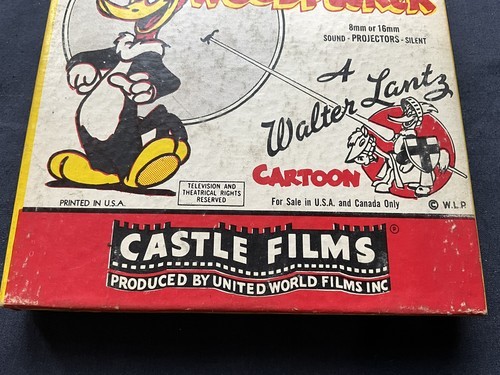 WOODPECKER
8mm or 16mm
SOUND - PROJECTORS - SILENT
A
Walter Lantz
CARTOON
PRINTED IN U.S.A.
TELEVISION AND
THEATRICAL RIGHTS
RESERVED
For Sale in U.S.A. and Canada Only
© W.L.P.
CASTLE FILMS ®
PRODUCED BY UNITED WORLD FILMS INC